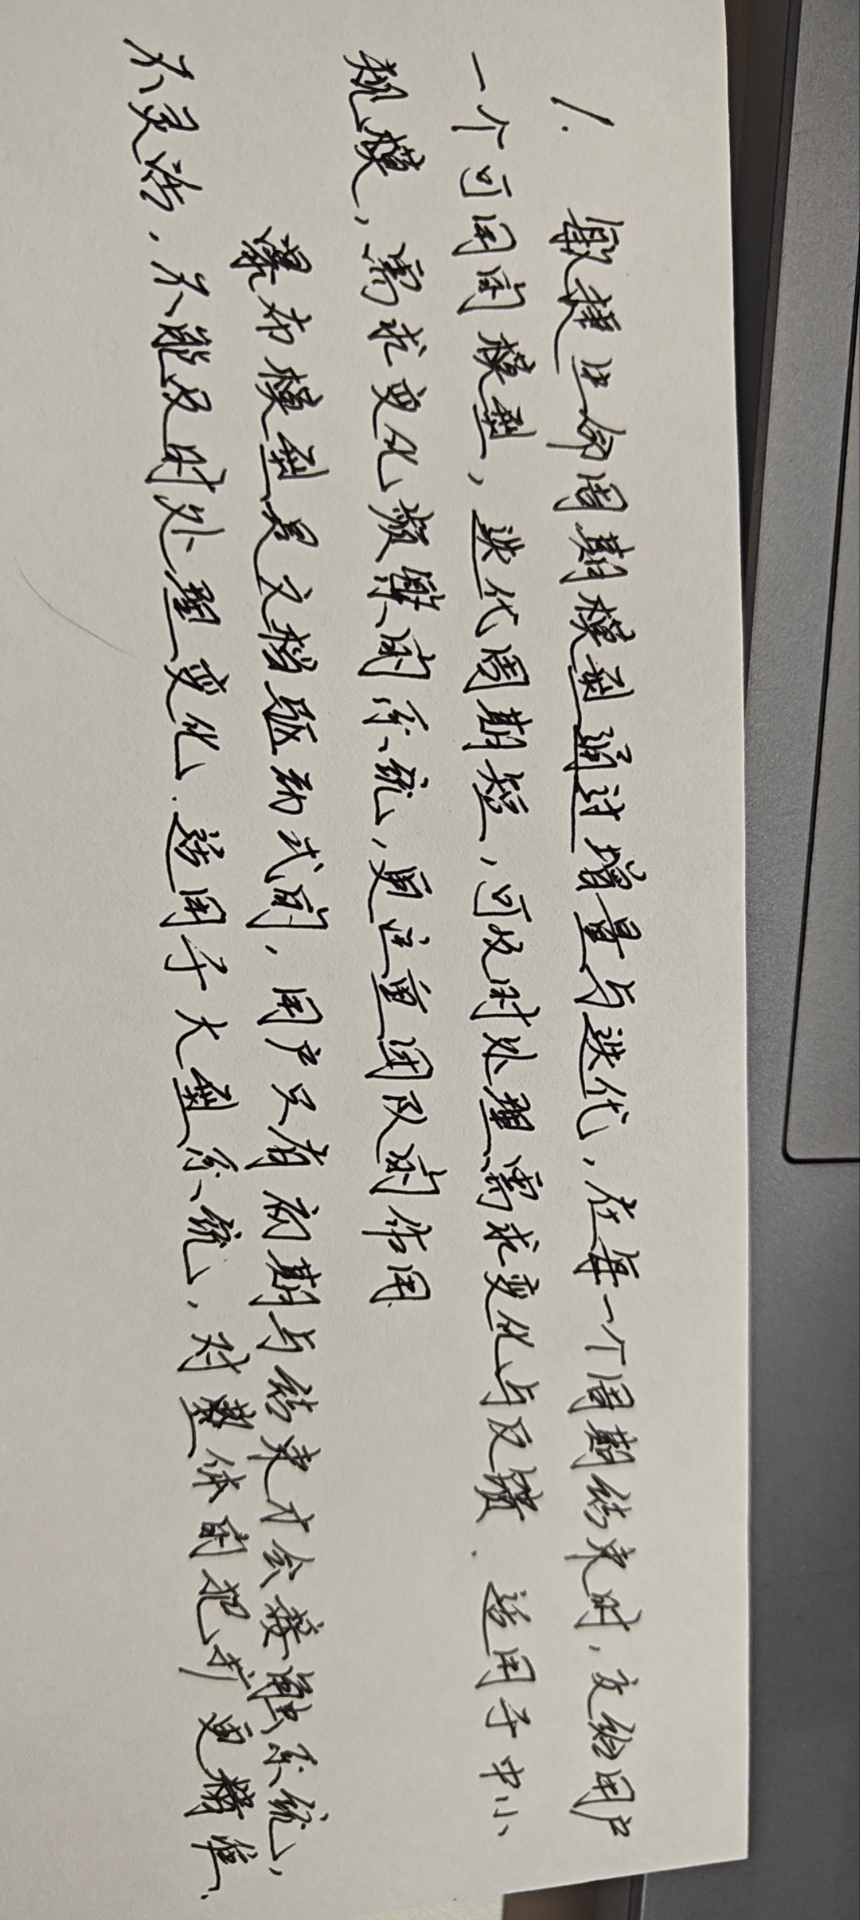 1. 敏捷生命周期模型通过增量与迭代，在每一个周期结束时，交给用户
一个可用的模型，迭代周期短，可及时处理需求变化与反馈．适用于中小
规模，需求变化频繁的系统，更注重团队的作用．
瀑布模型是文档驱动式的，用户只有初期与结束才会接触系统，
不灵活，不能及时处理变化．适用于大型系统，对整体的把控更精准．